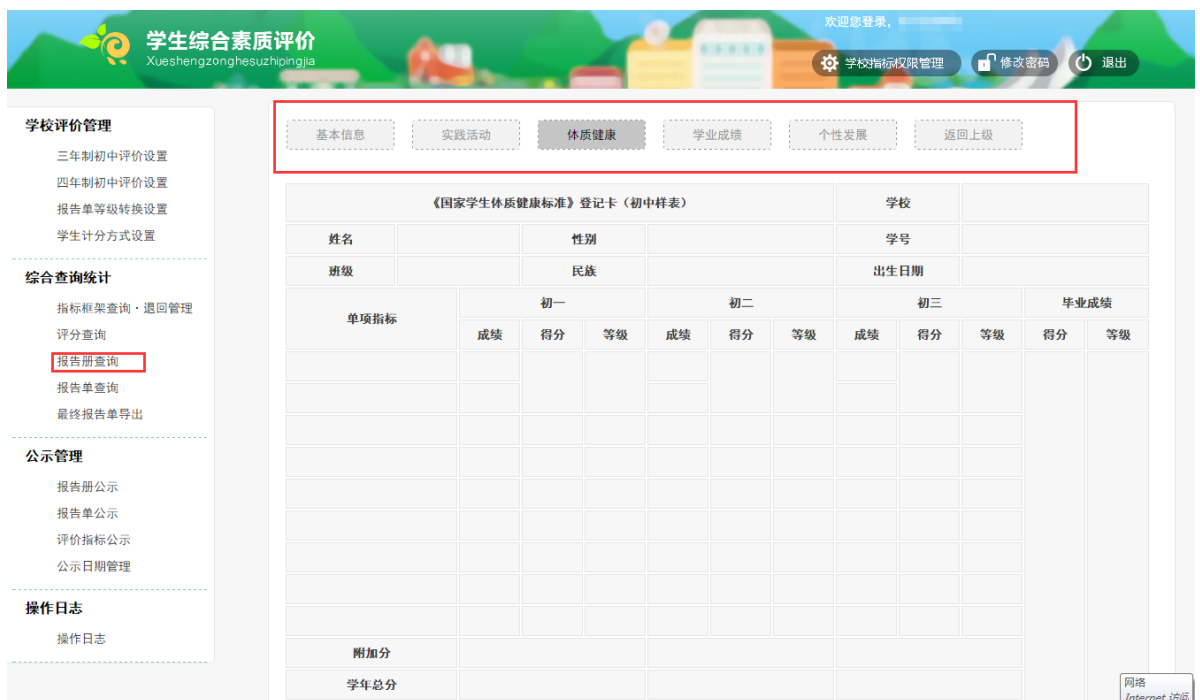 欢迎您登录，
学生综合素质评价
Xueshengzonghesuzhipingjia
学校指标权限管理 修改密码 退出
学校评价管理
三年制初中评价设置
四年制初中评价设置
报告单等级转换设置
学生计分方式设置
综合查询统计
指标框架查询·退回管理
评分查询
报告册查询
报告单查询
最终报告单导出
公示管理
报告册公示
报告单公示
评价指标公示
公示日期管理
操作日志
操作日志
基本信息 实践活动 体质健康 学业成绩 个性发展 返回上级
《国家学生体质健康标准》登记卡（初中样表） 学校
姓名 性别 学号
班级 民族 出生日期
单项指标 初一 初二 初三 毕业成绩
成绩 得分 等级 成绩 得分 等级 成绩 得分 等级 得分 等级
附加分
学年总分
网络
Internet 访问